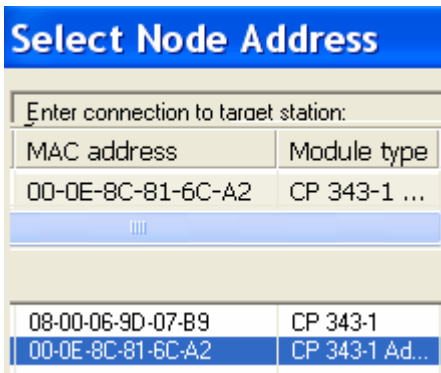 Select Node Address
Enter connection to target station:
MAC address Module type
00-0E-8C-81-6C-A2 CP 343-1 ...
08-00-06-9D-07-B9 CP 343-1
00-0E-8C-81-6C-A2 CP 343-1 Ad...